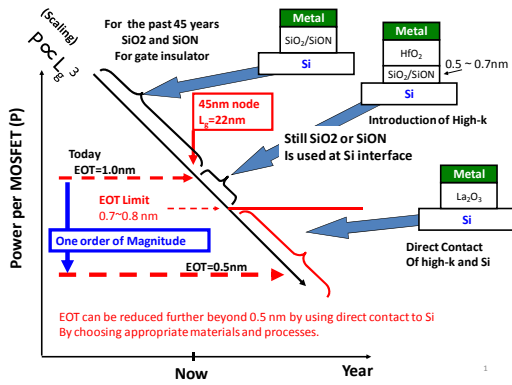 (Scaling)
P∝Lg³
For the past 45 years
SiO2 and SiON
For gate insulator
Metal
SiO₂/SiON
Si
Metal
HfO₂
SiO₂/SiON
Si
0.5 ~ 0.7nm
Introduction of High-k
45nm node
Lg=22nm
Still SiO2 or SiON
Is used at Si interface
Today
EOT=1.0nm
EOT Limit
0.7~0.8 nm
One order of Magnitude
EOT=0.5nm
Metal
La₂O₃
Si
Direct Contact
Of high-k and Si
EOT can be reduced further beyond 0.5 nm by using direct contact to Si
By choosing appropriate materials and processes.
Power per MOSFET (P)
Now
Year
1